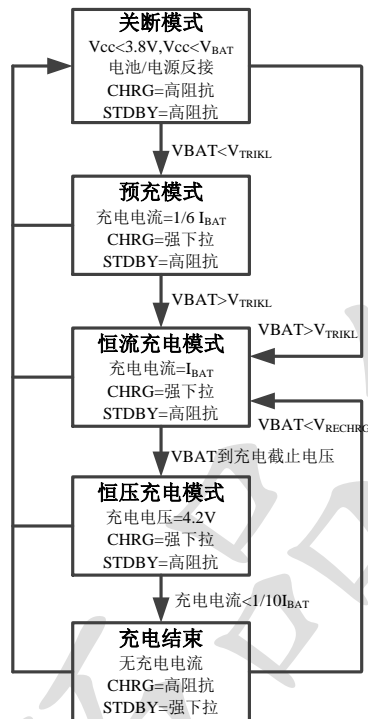 关断模式
Vcc<3.8V,Vcc<VBAT
电池/电源反接
CHRG=高阻抗
STDBY=高阻抗
VBAT<VTRIKL
预充模式
充电电流=1/6 IBAT
CHRG=强下拉
STDBY=高阻抗
VBAT>VTRIKL
VBAT>VTRIKL
恒流充电模式
充电电流=IBAT
CHRG=强下拉
STDBY=高阻抗
VBAT<VRECHRG
VBAT到充电截止电压
恒压充电模式
充电电压=4.2V
CHRG=强下拉
STDBY=高阻抗
充电电流<1/10IBAT
充电结束
无充电电流
CHRG=高阻抗
STDBY=强下拉